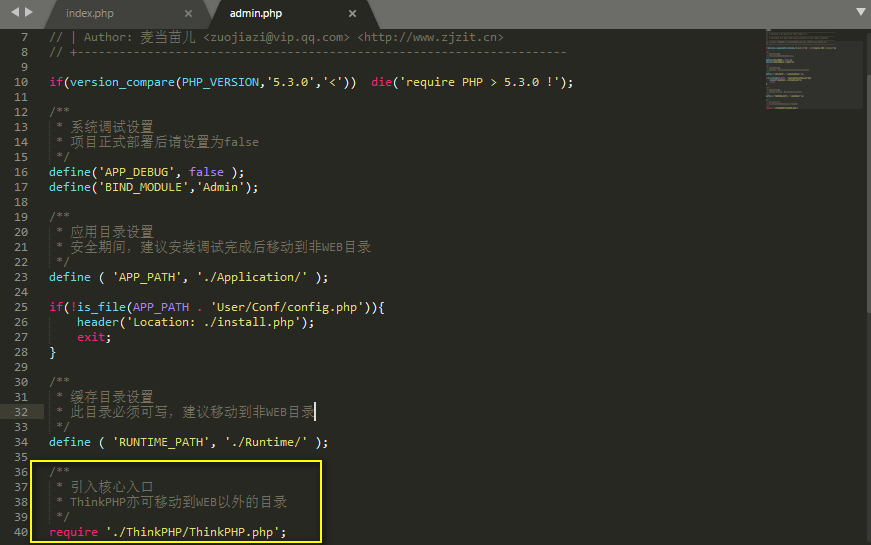 index.php × admin.php ×
7 // | Author: 麦当苗儿 <zuojiazi@vip.qq.com> <http://www.zjzit.cn>
8 // +----------------------------------------------------------------------
9
10 if(version_compare(PHP_VERSION,'5.3.0','<')) die('require PHP > 5.3.0 !');
11
12 /**
13 * 系统调试设置
14 * 项目正式部署后请设置为false
15 */
16 define('APP_DEBUG', false );
17 define('BIND_MODULE','Admin');
18
19 /**
20 * 应用目录设置
21 * 安全期间，建议安装调试完成后移动到非WEB目录
22 */
23 define ( 'APP_PATH', './Application/' );
24
25 if(!is_file(APP_PATH . 'User/Conf/config.php')){
26 header('Location: ./install.php');
27 exit;
28 }
29
30 /**
31 * 缓存目录设置
32 * 此目录必须可写，建议移动到非WEB目录
33 */
34 define ( 'RUNTIME_PATH', './Runtime/' );
35
36 /**
37 * 引入核心入口
38 * ThinkPHP亦可移动到WEB以外的目录
39 */
40 require './ThinkPHP/ThinkPHP.php';